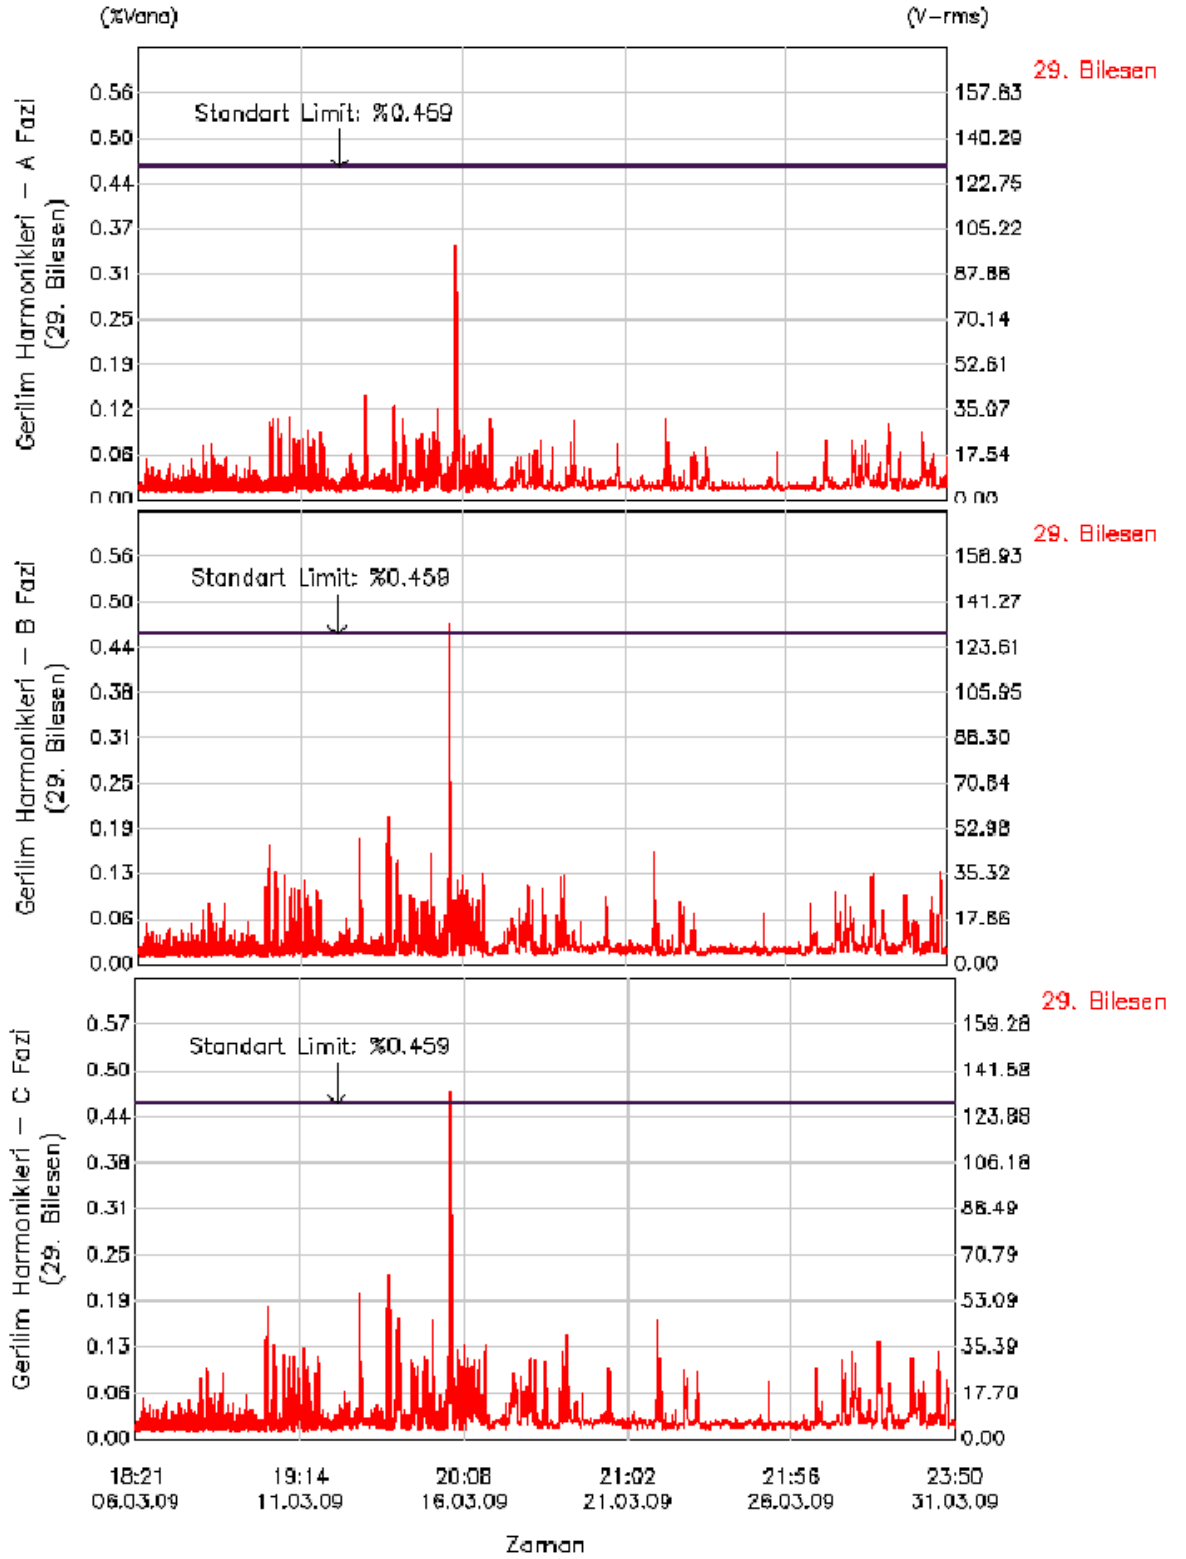 (%Vana) (V-rms)
29. Bilesen
Gerilim Harmonikleri - A Fazi
(29. Bilesen)
Standart Limit: %0.459
0.56 157.83
0.50 140.29
0.44 122.75
0.37 105.22
0.31 87.68
0.25 70.14
0.19 52.61
0.12 35.07
0.06 17.54
0.00 0.00
29. Bilesen
Gerilim Harmonikleri - B Fazi
(29. Bilesen)
Standart Limit: %0.459
0.56 158.93
0.50 141.27
0.44 123.61
0.38 105.95
0.31 88.30
0.25 70.64
0.19 52.98
0.13 35.32
0.06 17.66
0.00 0.00
29. Bilesen
Gerilim Harmonikleri - C Fazi
(29. Bilesen)
Standart Limit: %0.459
0.57 159.28
0.50 141.58
0.44 123.88
0.38 106.18
0.31 88.49
0.25 70.79
0.19 53.09
0.13 35.39
0.06 17.70
0.00 0.00
18:21 19:14 20:08 21:02 21:56 23:50
06.03.09 11.03.09 16.03.09 21.03.09 26.03.09 31.03.09
Zaman